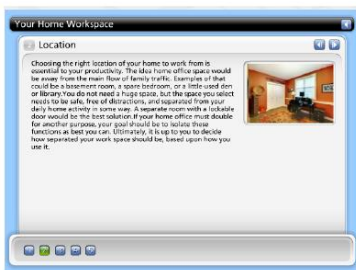 Your Home Workspace
Location
Choosing the right location of your home to work from is
essential to your productivity. The idea home office space would
be away from the main flow of family traffic. Examples of that
could be a basement room, a spare bedroom, or a little used den
or library. You do not need a huge space, but the space you select
needs to be safe, free of distractions, and separated from your
daily home activity in some way. A separate room with a lockable
door would be the best solution. If your home office must double
for another purpose, your goal should be to isolate these
functions as best you can. Ultimately, it is up to you to decide
how separated your work space should be, based upon how you
use it.